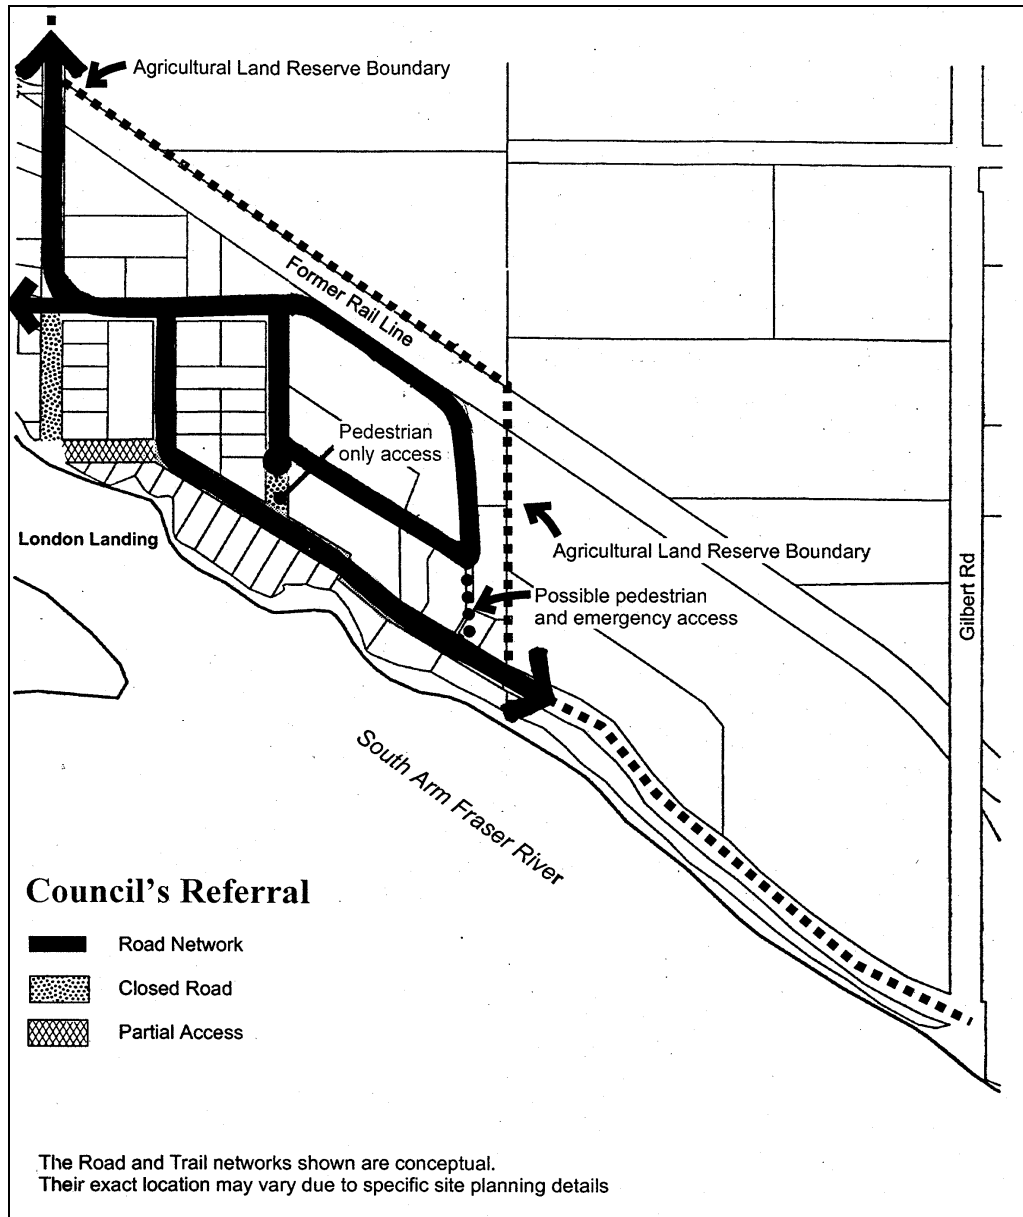 Agricultural Land Reserve Boundary
Former Rail Line
Pedestrian
only access
London Landing
Agricultural Land Reserve Boundary
Possible pedestrian
and emergency access
Gilbert Rd
South Arm Fraser River
Council's Referral
Road Network
Closed Road
Partial Access
The Road and Trail networks shown are conceptual.
Their exact location may vary due to specific site planning details